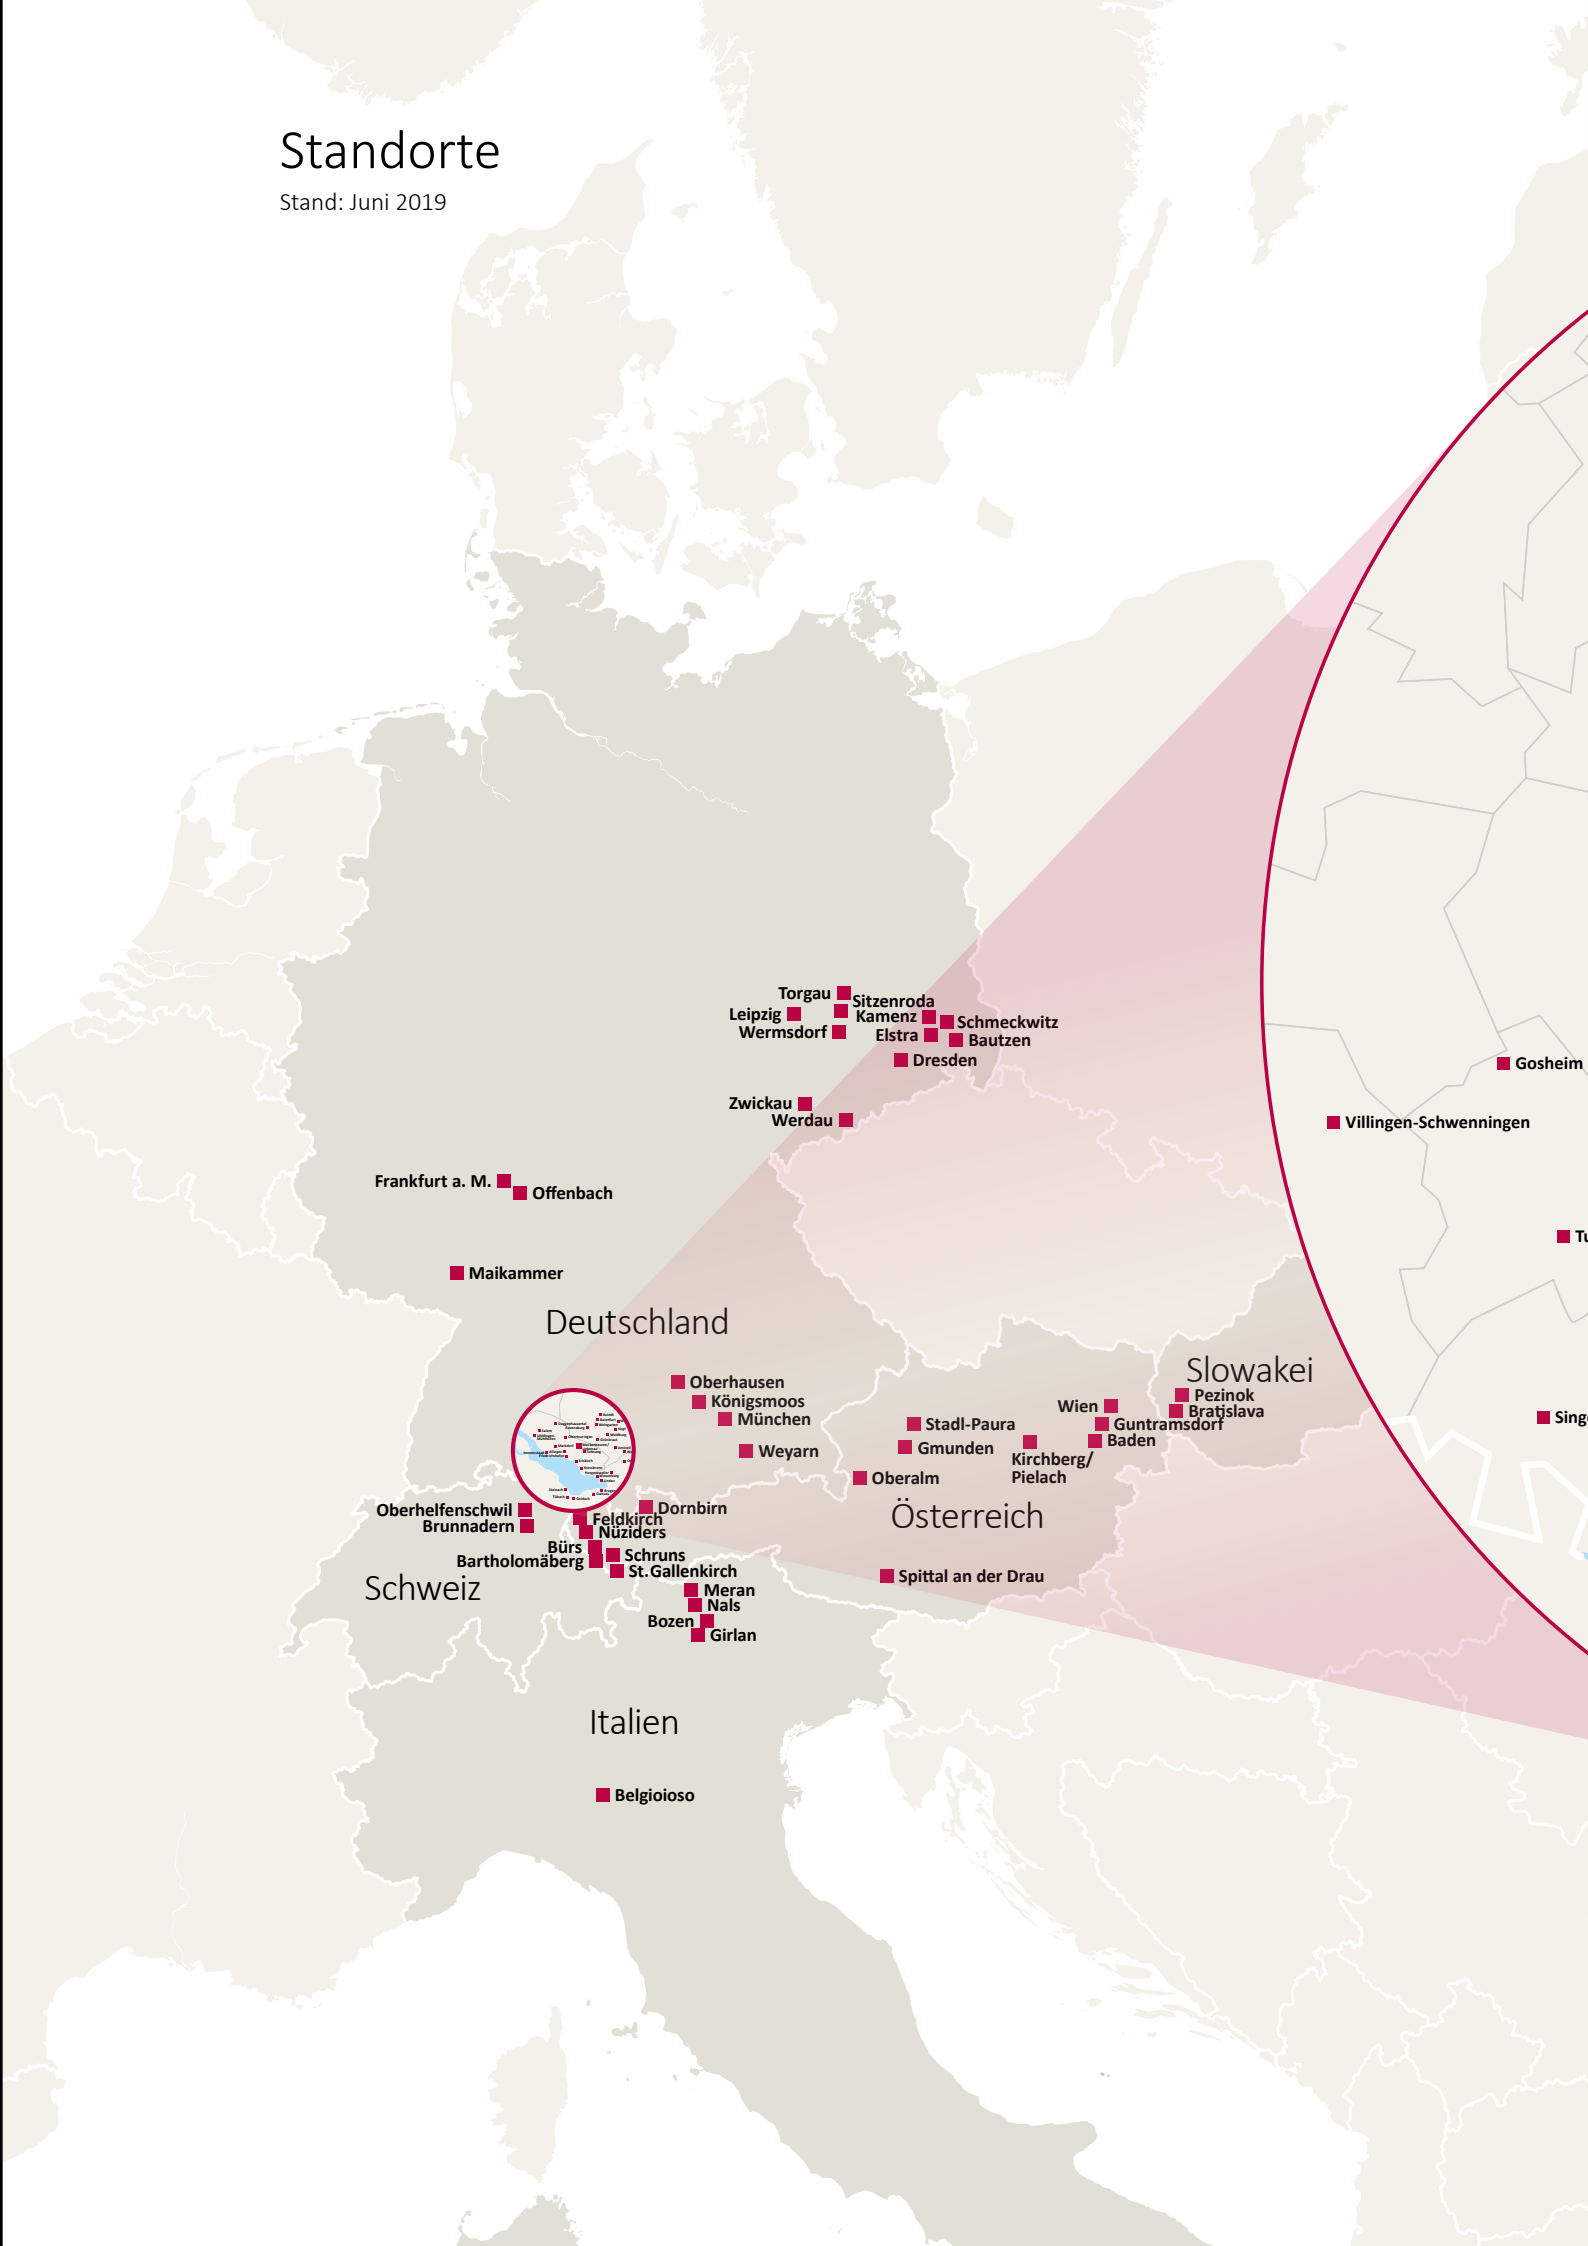 Standorte
Stand: Juni 2019
Torgau
Sitzenroda
Leipzig
Kamenz
Schmeckwitz
Wermsdorf
Elstra
Bautzen
Dresden
Gosheim
Zwickau
Werdau
Villingen-Schwenningen
Frankfurt a. M.
Offenbach
Maikammer
Deutschland
Slowakei
Oberhausen
Königsmoos
München
Weyarn
Pezinok
Bratislava
Wien
Guntramsdorf
Baden
Stadl-Paura
Gmunden
Kirchberg/
Pielach
Oberalm
Österreich
Oberhelfenschwil
Brunnadern
Dornbirn
Feldkirch
Nüziders
Bürs
Bartholomäberg
Schruns
St. Gallenkirch
Schweiz
Spittal an der Drau
Meran
Nals
Bozen
Girlan
Italien
Belgioioso